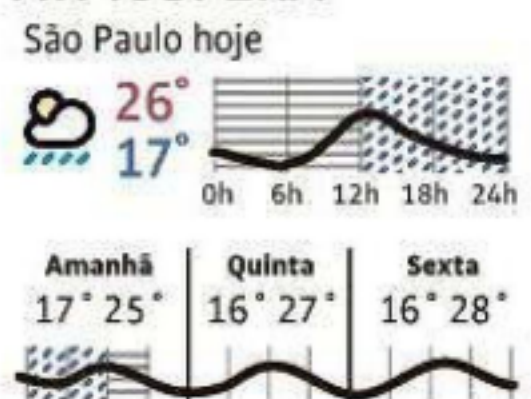 São Paulo hoje
26°
17°
0h 6h 12h 18h 24h
Amanhã Quinta Sexta
17° 25° 16° 27° 16° 28°